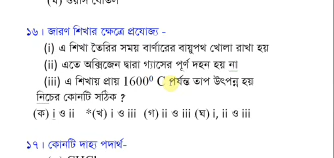 ১৬। জারণ শিখার ক্ষেত্রে প্রযোজ্য -
(i) এ শিখা তৈরির সময় বার্ণারের বায়ুপথ খোলা রাখা হয়
(ii) এতে অক্সিজেন দ্বারা গ্যাসের পূর্ণ দহন হয় না
(iii) এ শিখায় প্রায় 1600⁰ C পর্যন্ত তাপ উৎপন্ন হয়
নিচের কোনটি সঠিক ?
(ক) i ও ii *(খ) i ও iii (গ) ii ও iii (ঘ) i, ii ও iii
১৭। কোনটি দাহ্য পদার্থ-